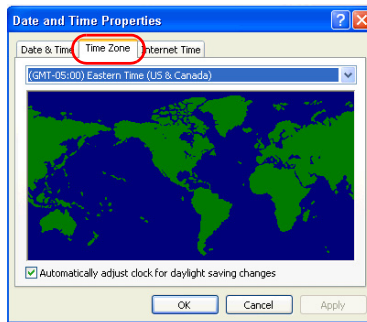 Date and Time Properties
Date & Time Time Zone Internet Time
(GMT-05:00) Eastern Time (US & Canada)
Automatically adjust clock for daylight saving changes
OK Cancel Apply